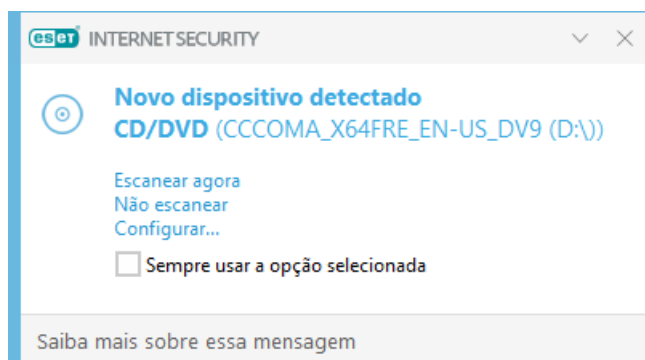 eset INTERNET SECURITY
Novo dispositivo detectado
CD/DVD (CCCOMA_X64FRE_EN-US_DV9 (D:\))
Escanear agora
Não escanear
Configurar...
Sempre usar a opção selecionada
Saiba mais sobre essa mensagem